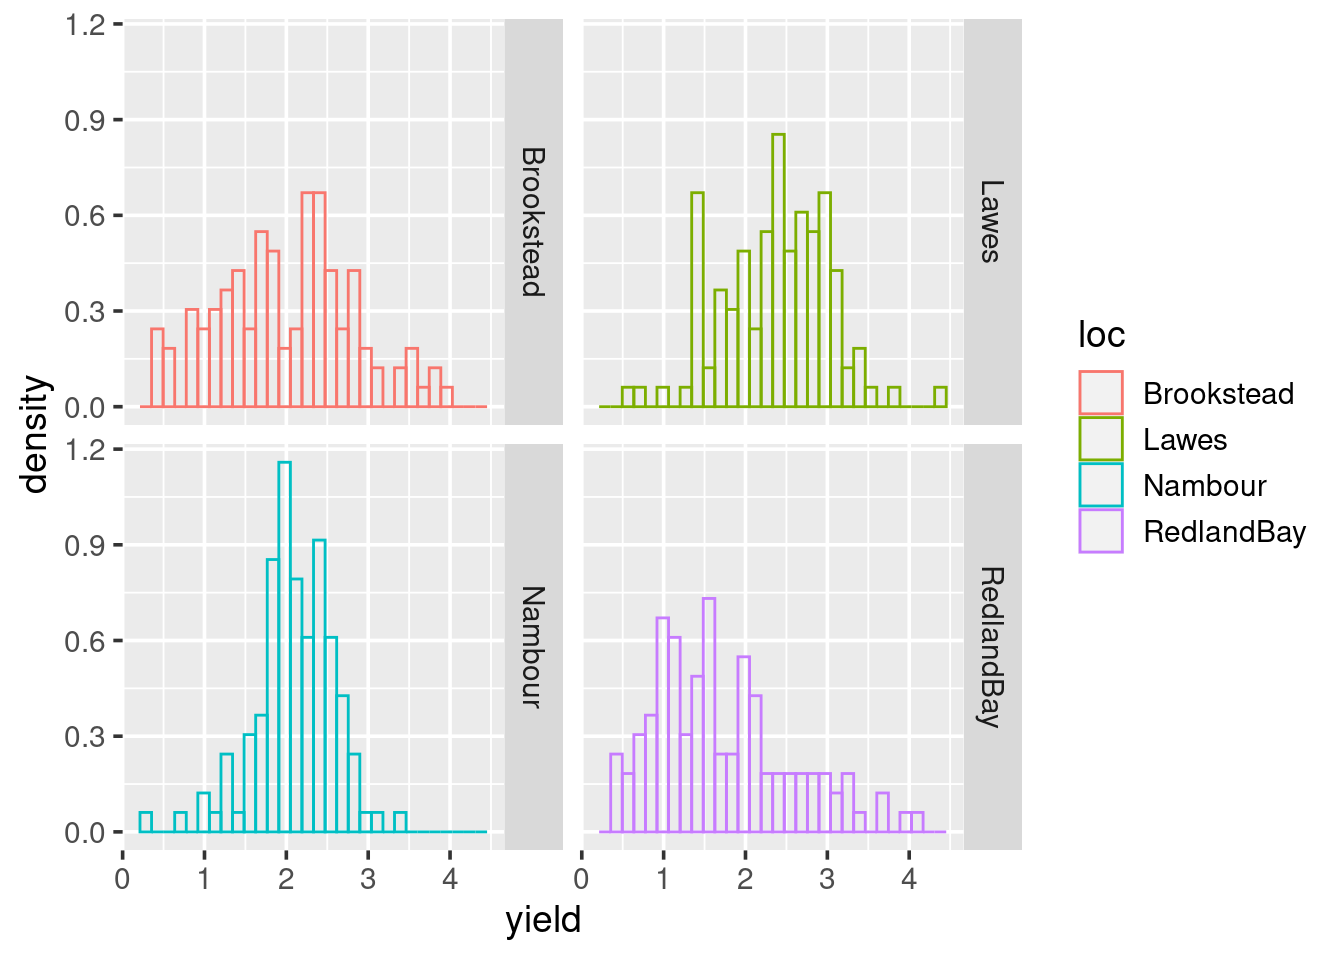 1.2
0.9
0.6
0.3
0.0
Brookstead
Lawes
1.2
0.9
0.6
0.3
0.0
Nambour
RedlandBay
0 1 2 3 4
0 1 2 3 4
yield
density
loc
Brookstead
Lawes
Nambour
RedlandBay